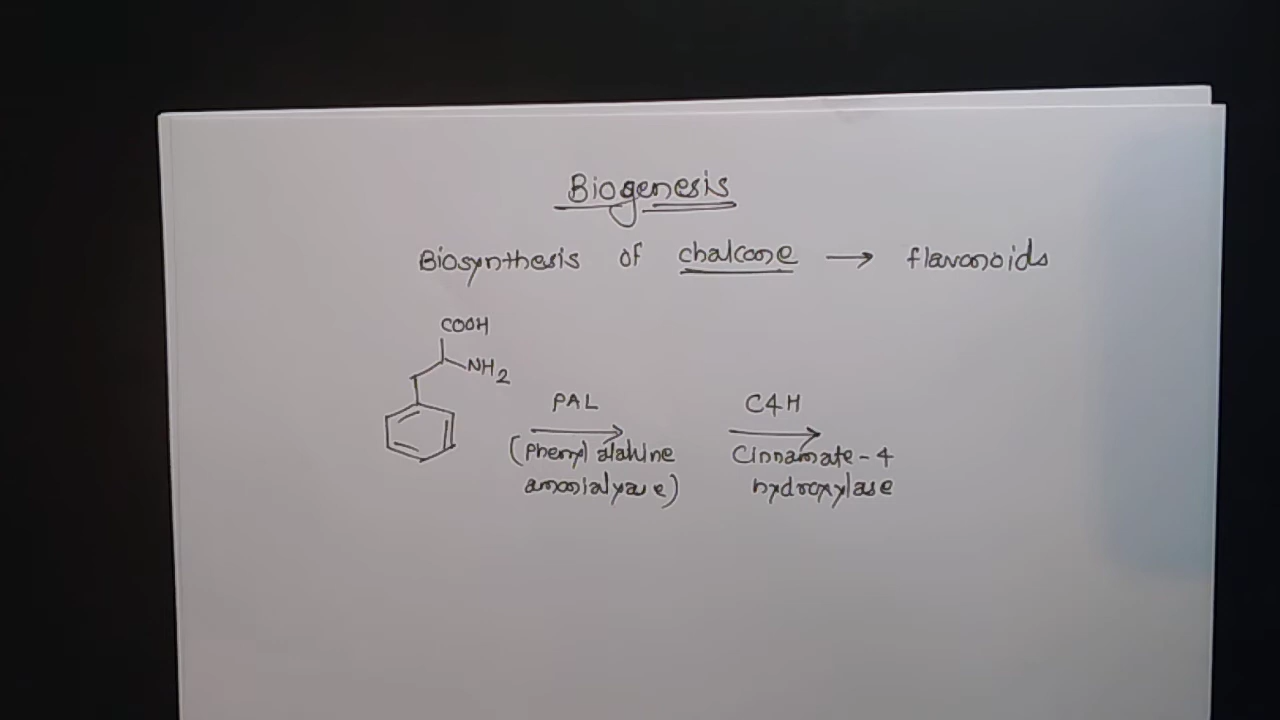 Biogenesis
Biosynthesis of chalcone → flavonoids
COOH
NH2
PAL
(Phenyl alanine
amonialyase)
C4H
Cinnamate-4
hydroxylase